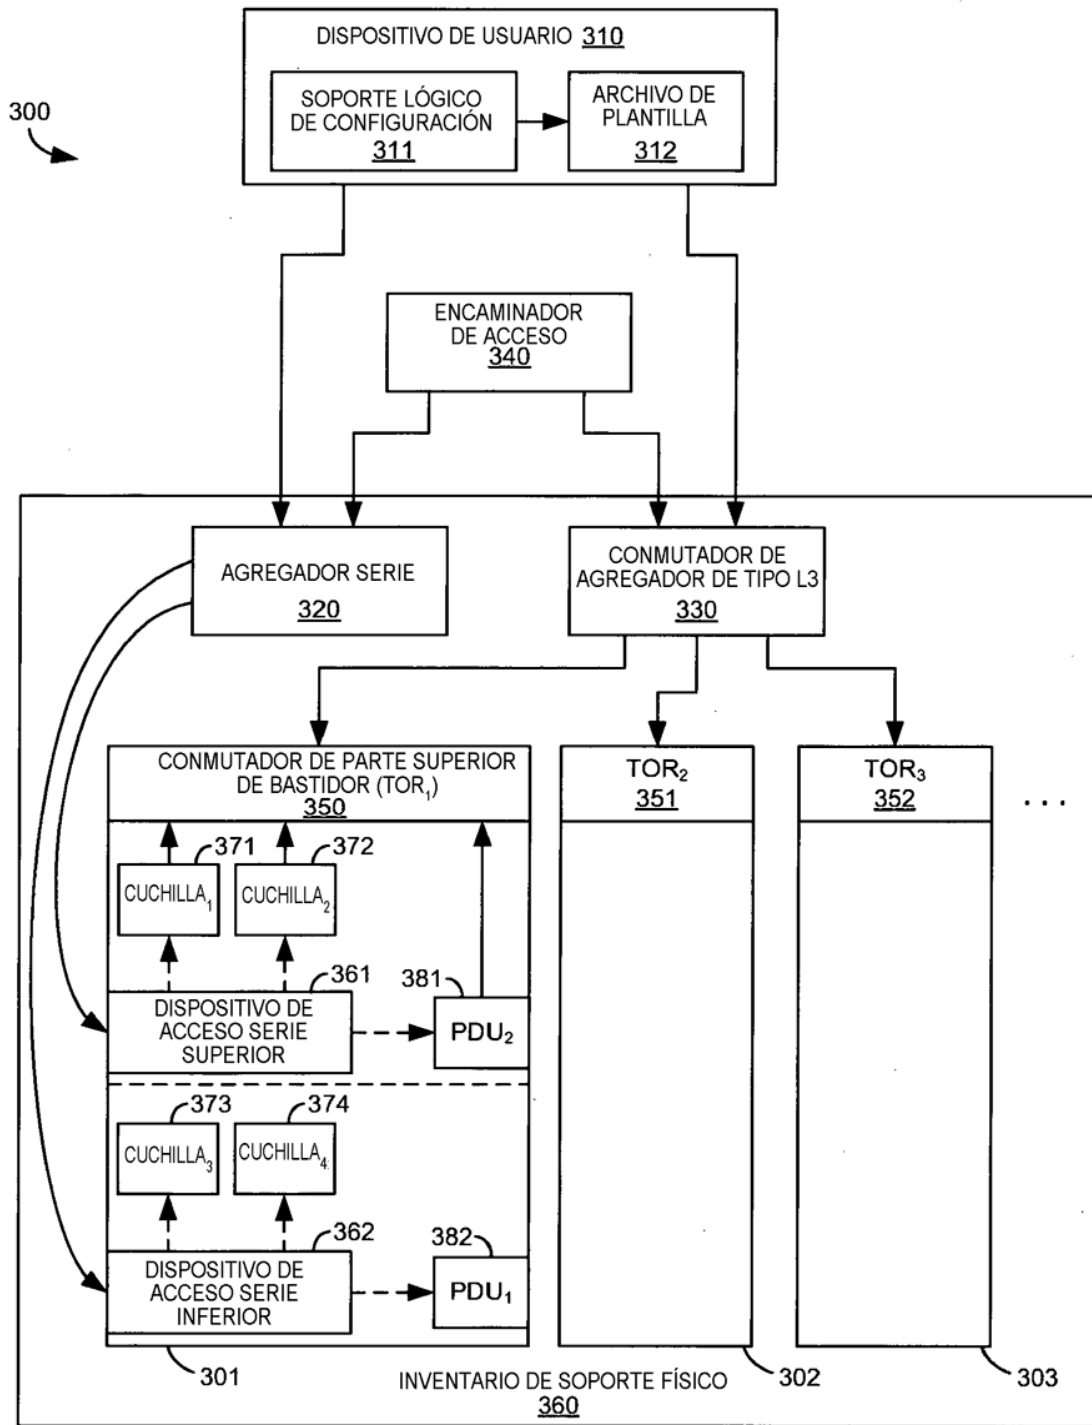 DISPOSITIVO DE USUARIO 310
SOPORTE LÓGICO
DE CONFIGURACIÓN
311
ARCHIVO DE
PLANTILLA
312
300
ENCAMINADOR
DE ACCESO
340
AGREGADOR SERIE
320
CONMUTADOR DE
AGREGADOR DE TIPO L3
330
CONMUTADOR DE PARTE SUPERIOR
DE BASTIDOR (TOR₁)
350
TOR₂
351
TOR₃
352
...
371
372
CUCHILLA₁
CUCHILLA₂
361
381
DISPOSITIVO DE
ACCESO SERIE
SUPERIOR
PDU₂
373
374
CUCHILLA₃
CUCHILLA₄
362
382
DISPOSITIVO DE
ACCESO SERIE
INFERIOR
PDU₁
301
302
303
INVENTARIO DE SOPORTE FÍSICO
360